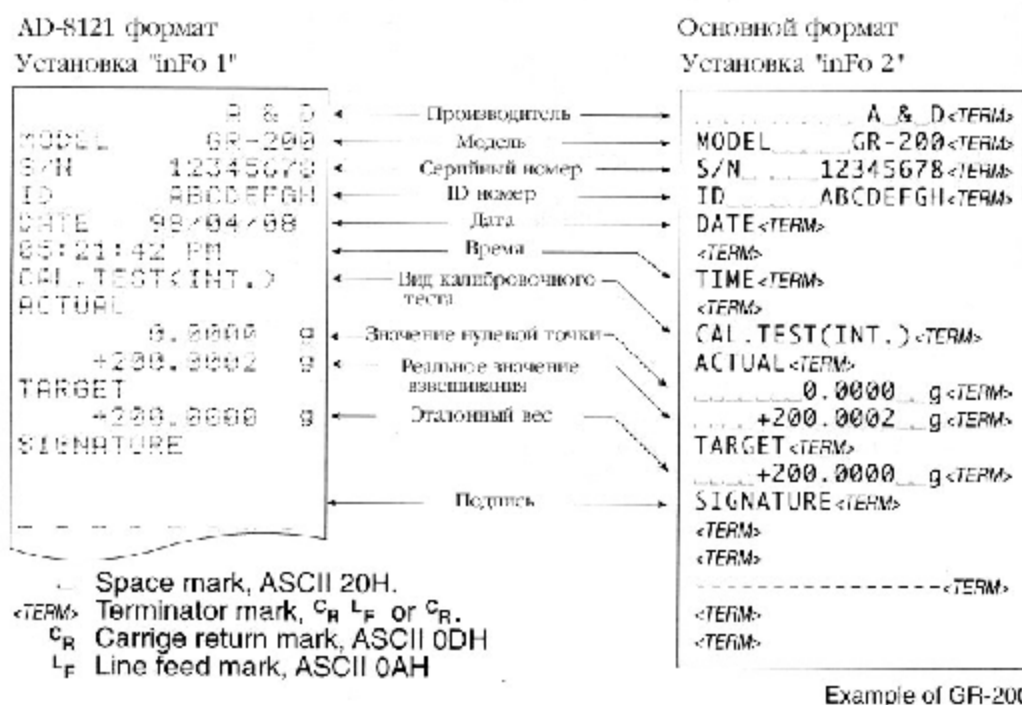 AD-8121 формат
Установка "inFo 1"
A & D
MODEL GR-200
S/N 12345678
ID ABCDEFGH
DATE 98/04/08
05:21:42 PM
CAL.TEST(INT.)
ACTUAL
0.0000 g
+200.0002 g
TARGET
+200.0000 g
SIGNATURE
Производитель
Модель
Серийный номер
ID номер
Дата
Время
Вид калибровочного
теста
Значение нулевой точки
Реальное значение
взвешивания
Эталонный вес
Подпись
Основной формат
Установка "inFo 2"
A_&_D<TERM>
MODEL GR-200<TERM>
S/N 12345678<TERM>
ID ABCDEFGH<TERM>
DATE<TERM>
<TERM>
TIME<TERM>
<TERM>
CAL.TEST(INT.)<TERM>
ACTUAL<TERM>
0.0000 g<TERM>
+200.0002 g<TERM>
TARGET<TERM>
+200.0000 g<TERM>
SIGNATURE<TERM>
<TERM>
<TERM>
--------------------<TERM>
<TERM>
<TERM>
Space mark, ASCII 20H.
<TERM> Terminator mark, CR LF or CR.
CR Carrige return mark, ASCII 0DH
LF Line feed mark, ASCII 0AH
Example of GR-200